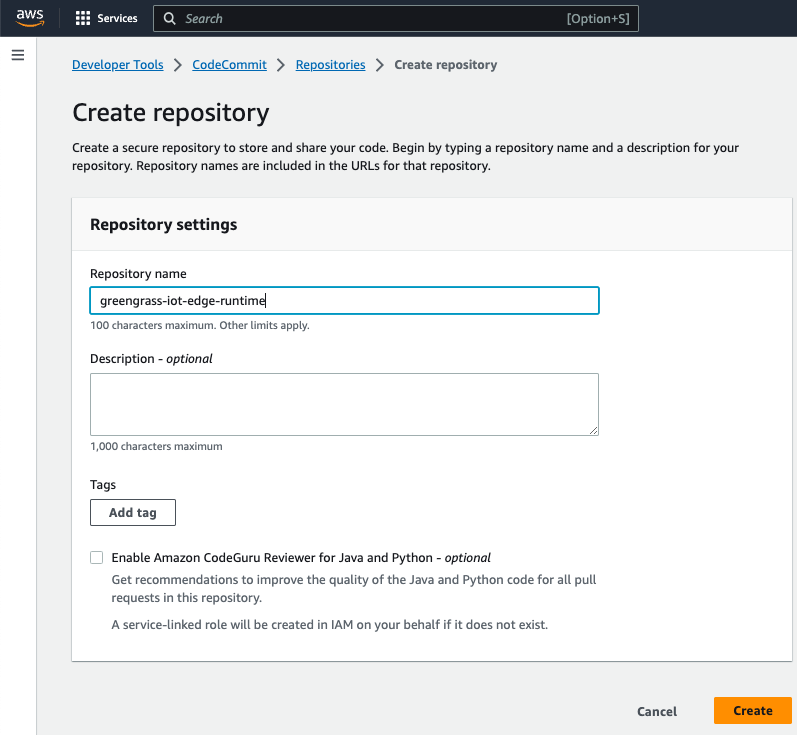 aws
Services
Search
[Option+S]
Developer Tools
CodeCommit
Repositories
Create repository
Create repository
Create a secure repository to store and share your code. Begin by typing a repository name and a description for your
repository. Repository names are included in the URLs for that repository.
Repository settings
Repository name
greengrass-iot-edge-runtime
100 characters maximum. Other limits apply.
Description - optional
1,000 characters maximum
Tags
Add tag
Enable Amazon CodeGuru Reviewer for Java and Python - optional
Get recommendations to improve the quality of the Java and Python code for all pull
requests in this repository.
A service-linked role will be created in IAM on your behalf if it does not exist.
Cancel
Create